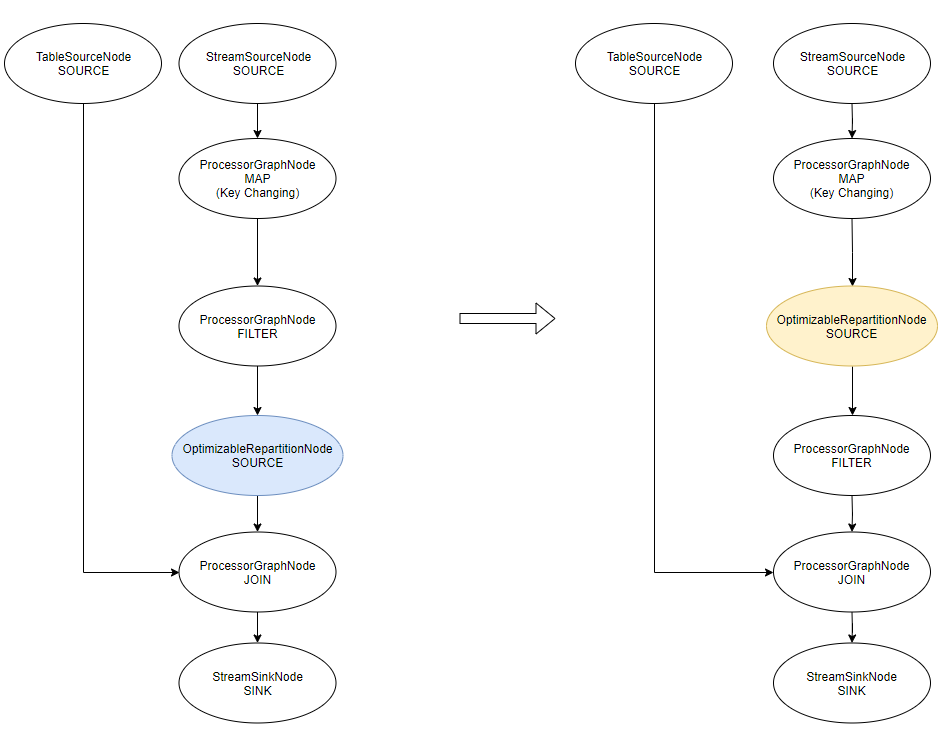 TableSourceNode
SOURCE
StreamSourceNode
SOURCE
ProcessorGraphNode
MAP
(Key Changing)
ProcessorGraphNode
FILTER
OptimizableRepartitionNode
SOURCE
ProcessorGraphNode
JOIN
StreamSinkNode
SINK
TableSourceNode
SOURCE
StreamSourceNode
SOURCE
ProcessorGraphNode
MAP
(Key Changing)
OptimizableRepartitionNode
SOURCE
ProcessorGraphNode
FILTER
ProcessorGraphNode
JOIN
StreamSinkNode
SINK